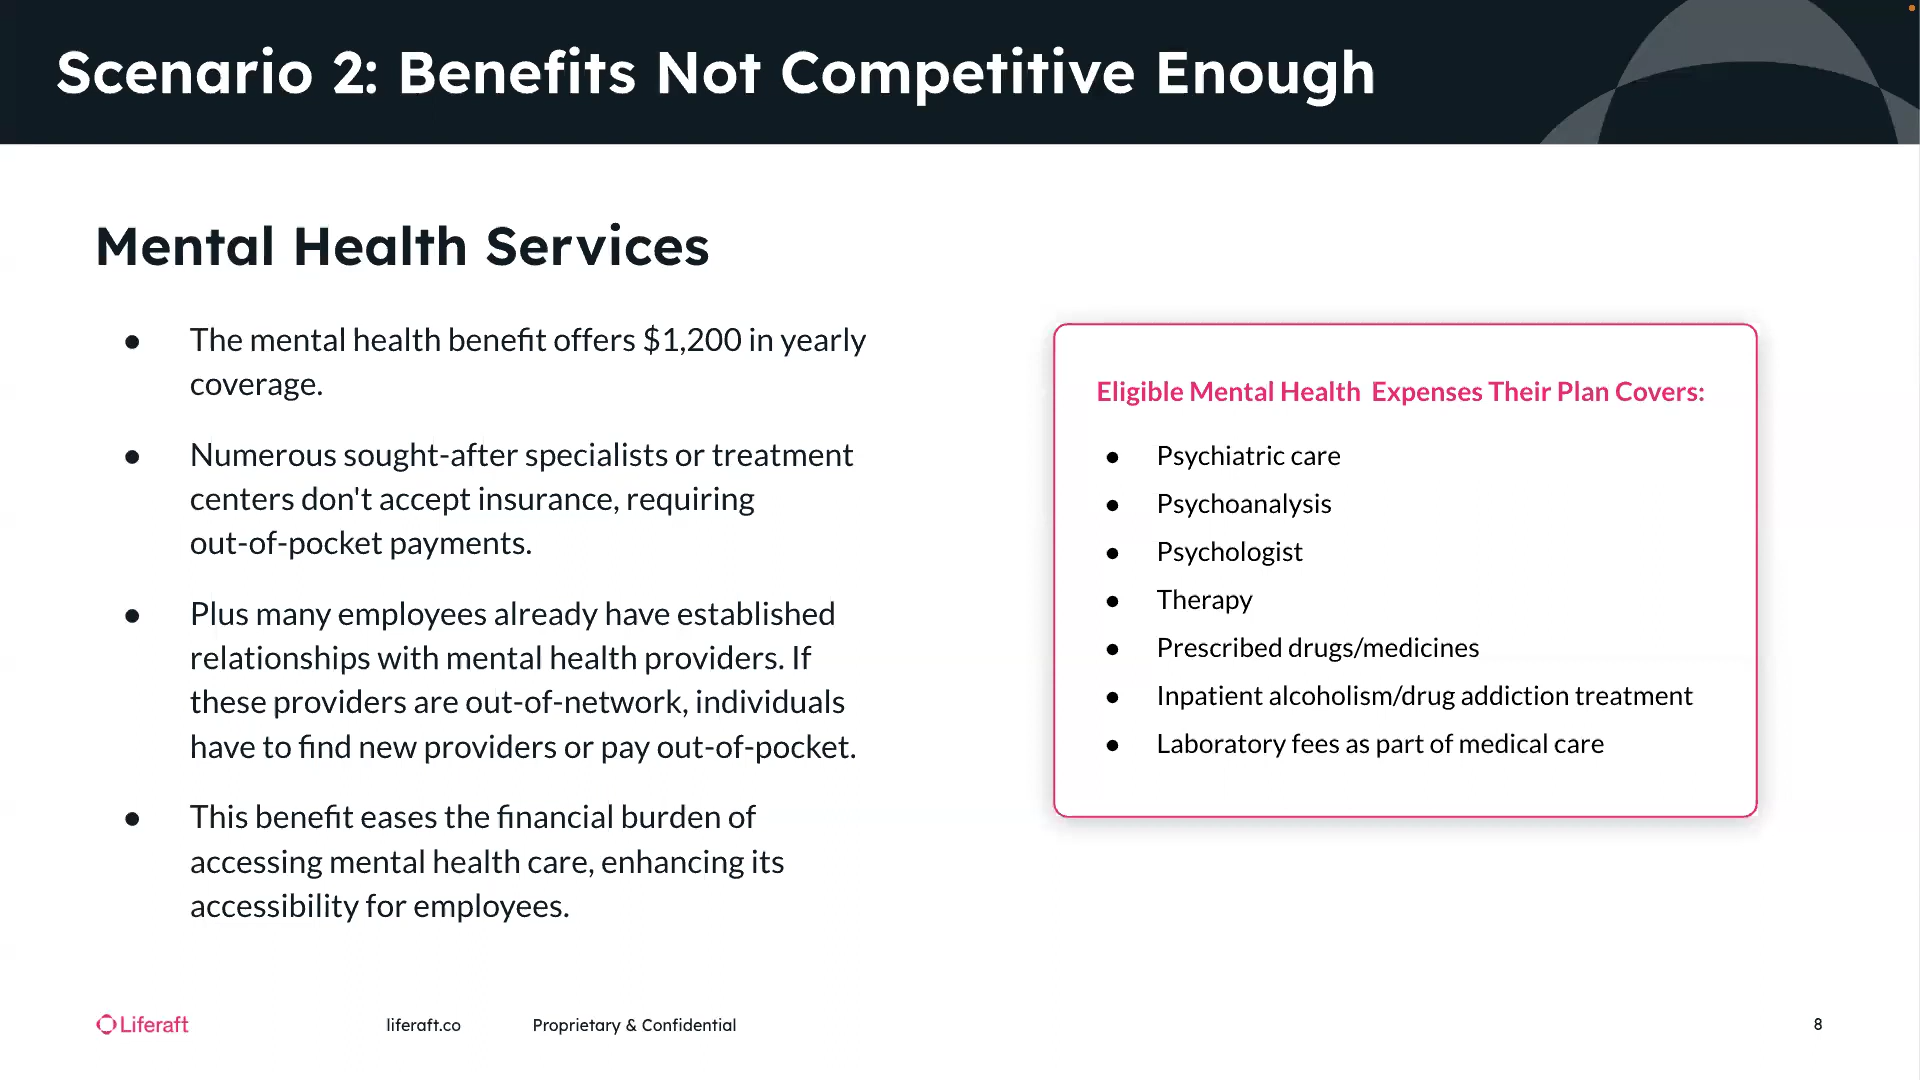 Scenario 2: Benefits Not Competitive Enough
Mental Health Services
● The mental health benefit offers $1,200 in yearly
coverage.
● Numerous sought-after specialists or treatment
centers don't accept insurance, requiring
out-of-pocket payments.
● Plus many employees already have established
relationships with mental health providers. If
these providers are out-of-network, individuals
have to find new providers or pay out-of-pocket.
● This benefit eases the financial burden of
accessing mental health care, enhancing its
accessibility for employees.
Eligible Mental Health  Expenses Their Plan Covers:
● Psychiatric care
● Psychoanalysis
● Psychologist
● Therapy
● Prescribed drugs/medicines
● Inpatient alcoholism/drug addiction treatment
● Laboratory fees as part of medical care
Liferaft
liferaft.co
Proprietary & Confidential
8